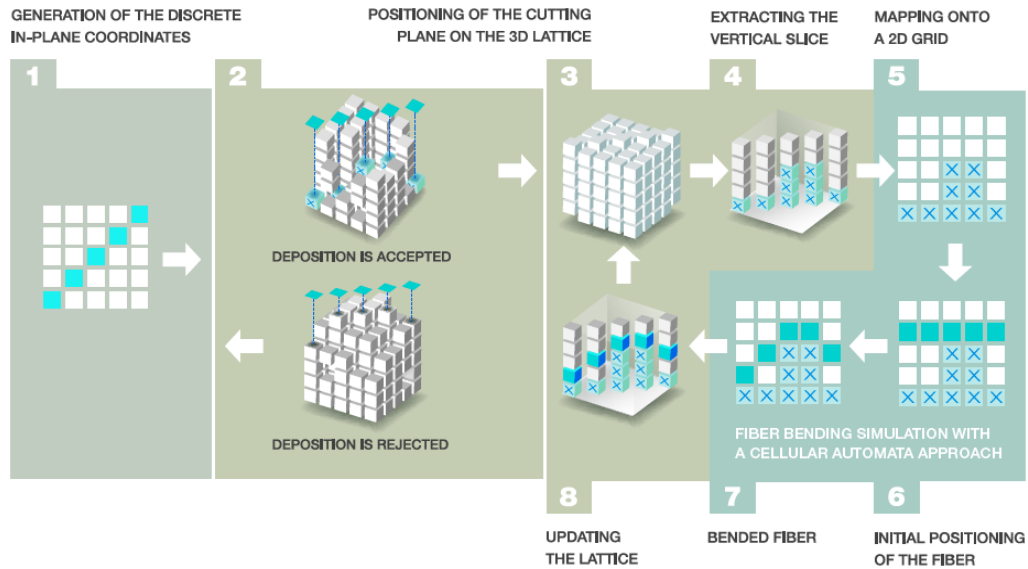 GENERATION OF THE DISCRETE
IN-PLANE COORDINATES
POSITIONING OF THE CUTTING
PLANE ON THE 3D LATTICE
EXTRACTING THE
VERTICAL SLICE
MAPPING ONTO
A 2D GRID
1
2
3
4
5
DEPOSITION IS ACCEPTED
DEPOSITION IS REJECTED
FIBER BENDING SIMULATION WITH
A CELLULAR AUTOMATA APPROACH
8
7
6
UPDATING
THE LATTICE
BENDED FIBER
INITIAL POSITIONING
OF THE FIBER